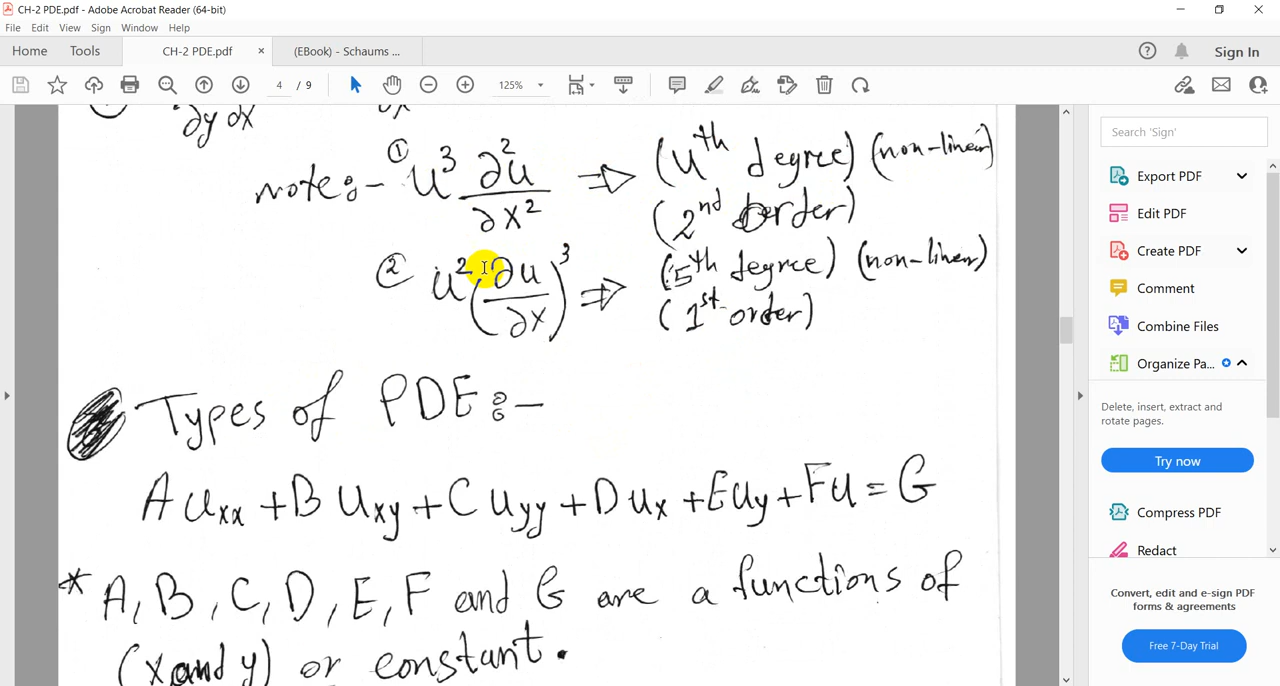 CH-2 PDE.pdf - Adobe Acrobat Reader (64-bit)
File Edit View Sign Window Help
Home Tools CH-2 PDE.pdf × (EBook) - Schaums ... Sign In
4 / 9 125%
∂y ∂x ∂x
note:- ① u³ ∂²u/∂x² ⇒ (uth degree) (non-linear)
(2nd order)
② u² (∂u/∂x)³ ⇒ (5th degree) (non-linear)
(1st order)
Types of PDE:-
A uxx + B uxy + C uyy + D ux + E uy + Fu = G
* A, B, C, D, E, F and G are a functions of
(x and y) or constant.
Search 'Sign'
Export PDF
Edit PDF
Create PDF
Comment
Combine Files
Organize Pa...
Delete, insert, extract and
rotate pages.
Try now
Compress PDF
Redact
Convert, edit and e-sign PDF
forms & agreements
Free 7-Day Trial